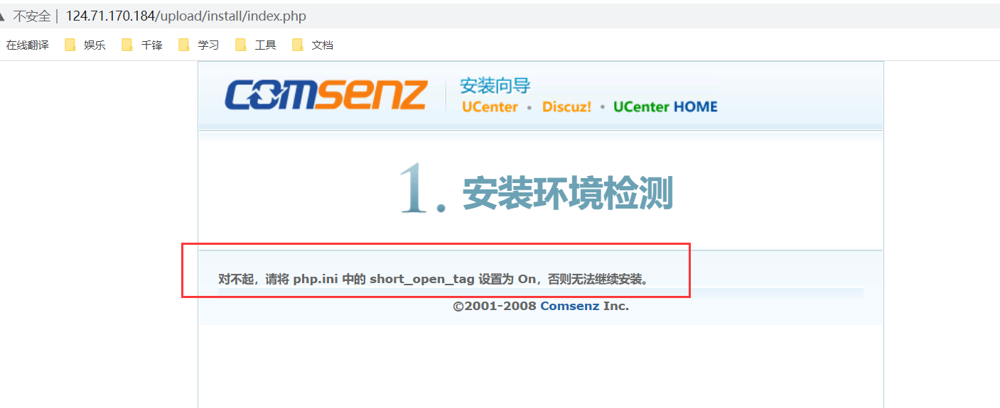 不安全 | 124.71.170.184/upload/install/index.php
在线翻译 娱乐 千锋 学习 工具 文档
comsenz 安装向导
UCenter • Discuz! • UCenter HOME
1. 安装环境检测
对不起，请将 php.ini 中的 short_open_tag 设置为 On，否则无法继续安装。
©2001-2008 Comsenz Inc.